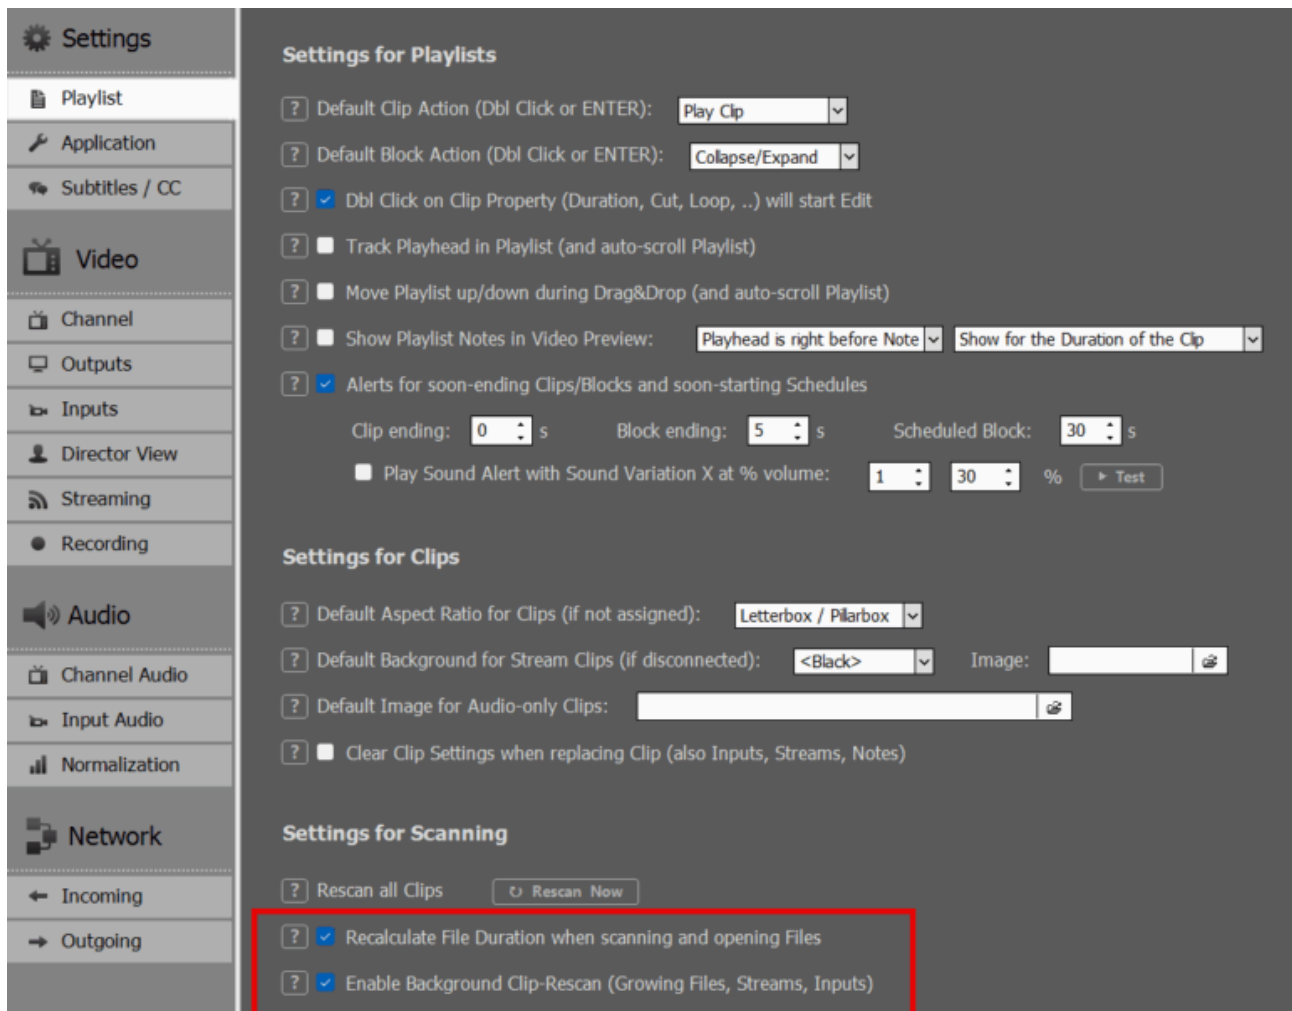 Settings
Playlist
Application
Subtitles / CC
Video
Channel
Outputs
Inputs
Director View
Streaming
Recording
Audio
Channel Audio
Input Audio
Normalization
Network
Incoming
Outgoing
Settings for Playlists
? Default Clip Action (Dbl Click or ENTER): Play Clip
? Default Block Action (Dbl Click or ENTER): Collapse/Expand
? Dbl Click on Clip Property (Duration, Cut, Loop, ..) will start Edit
? Track Playhead in Playlist (and auto-scroll Playlist)
? Move Playlist up/down during Drag&Drop (and auto-scroll Playlist)
? Show Playlist Notes in Video Preview: Playhead is right before Note Show for the Duration of the Clip
? Alerts for soon-ending Clips/Blocks and soon-starting Schedules
Clip ending: 0 s Block ending: 5 s Scheduled Block: 30 s
Play Sound Alert with Sound Variation X at % volume: 1 30 % Test
Settings for Clips
? Default Aspect Ratio for Clips (if not assigned): Letterbox / Pillarbox
? Default Background for Stream Clips (if disconnected): <Black> Image:
? Default Image for Audio-only Clips:
? Clear Clip Settings when replacing Clip (also Inputs, Streams, Notes)
Settings for Scanning
? Rescan all Clips Rescan Now
? Recalculate File Duration when scanning and opening Files
? Enable Background Clip-Rescan (Growing Files, Streams, Inputs)